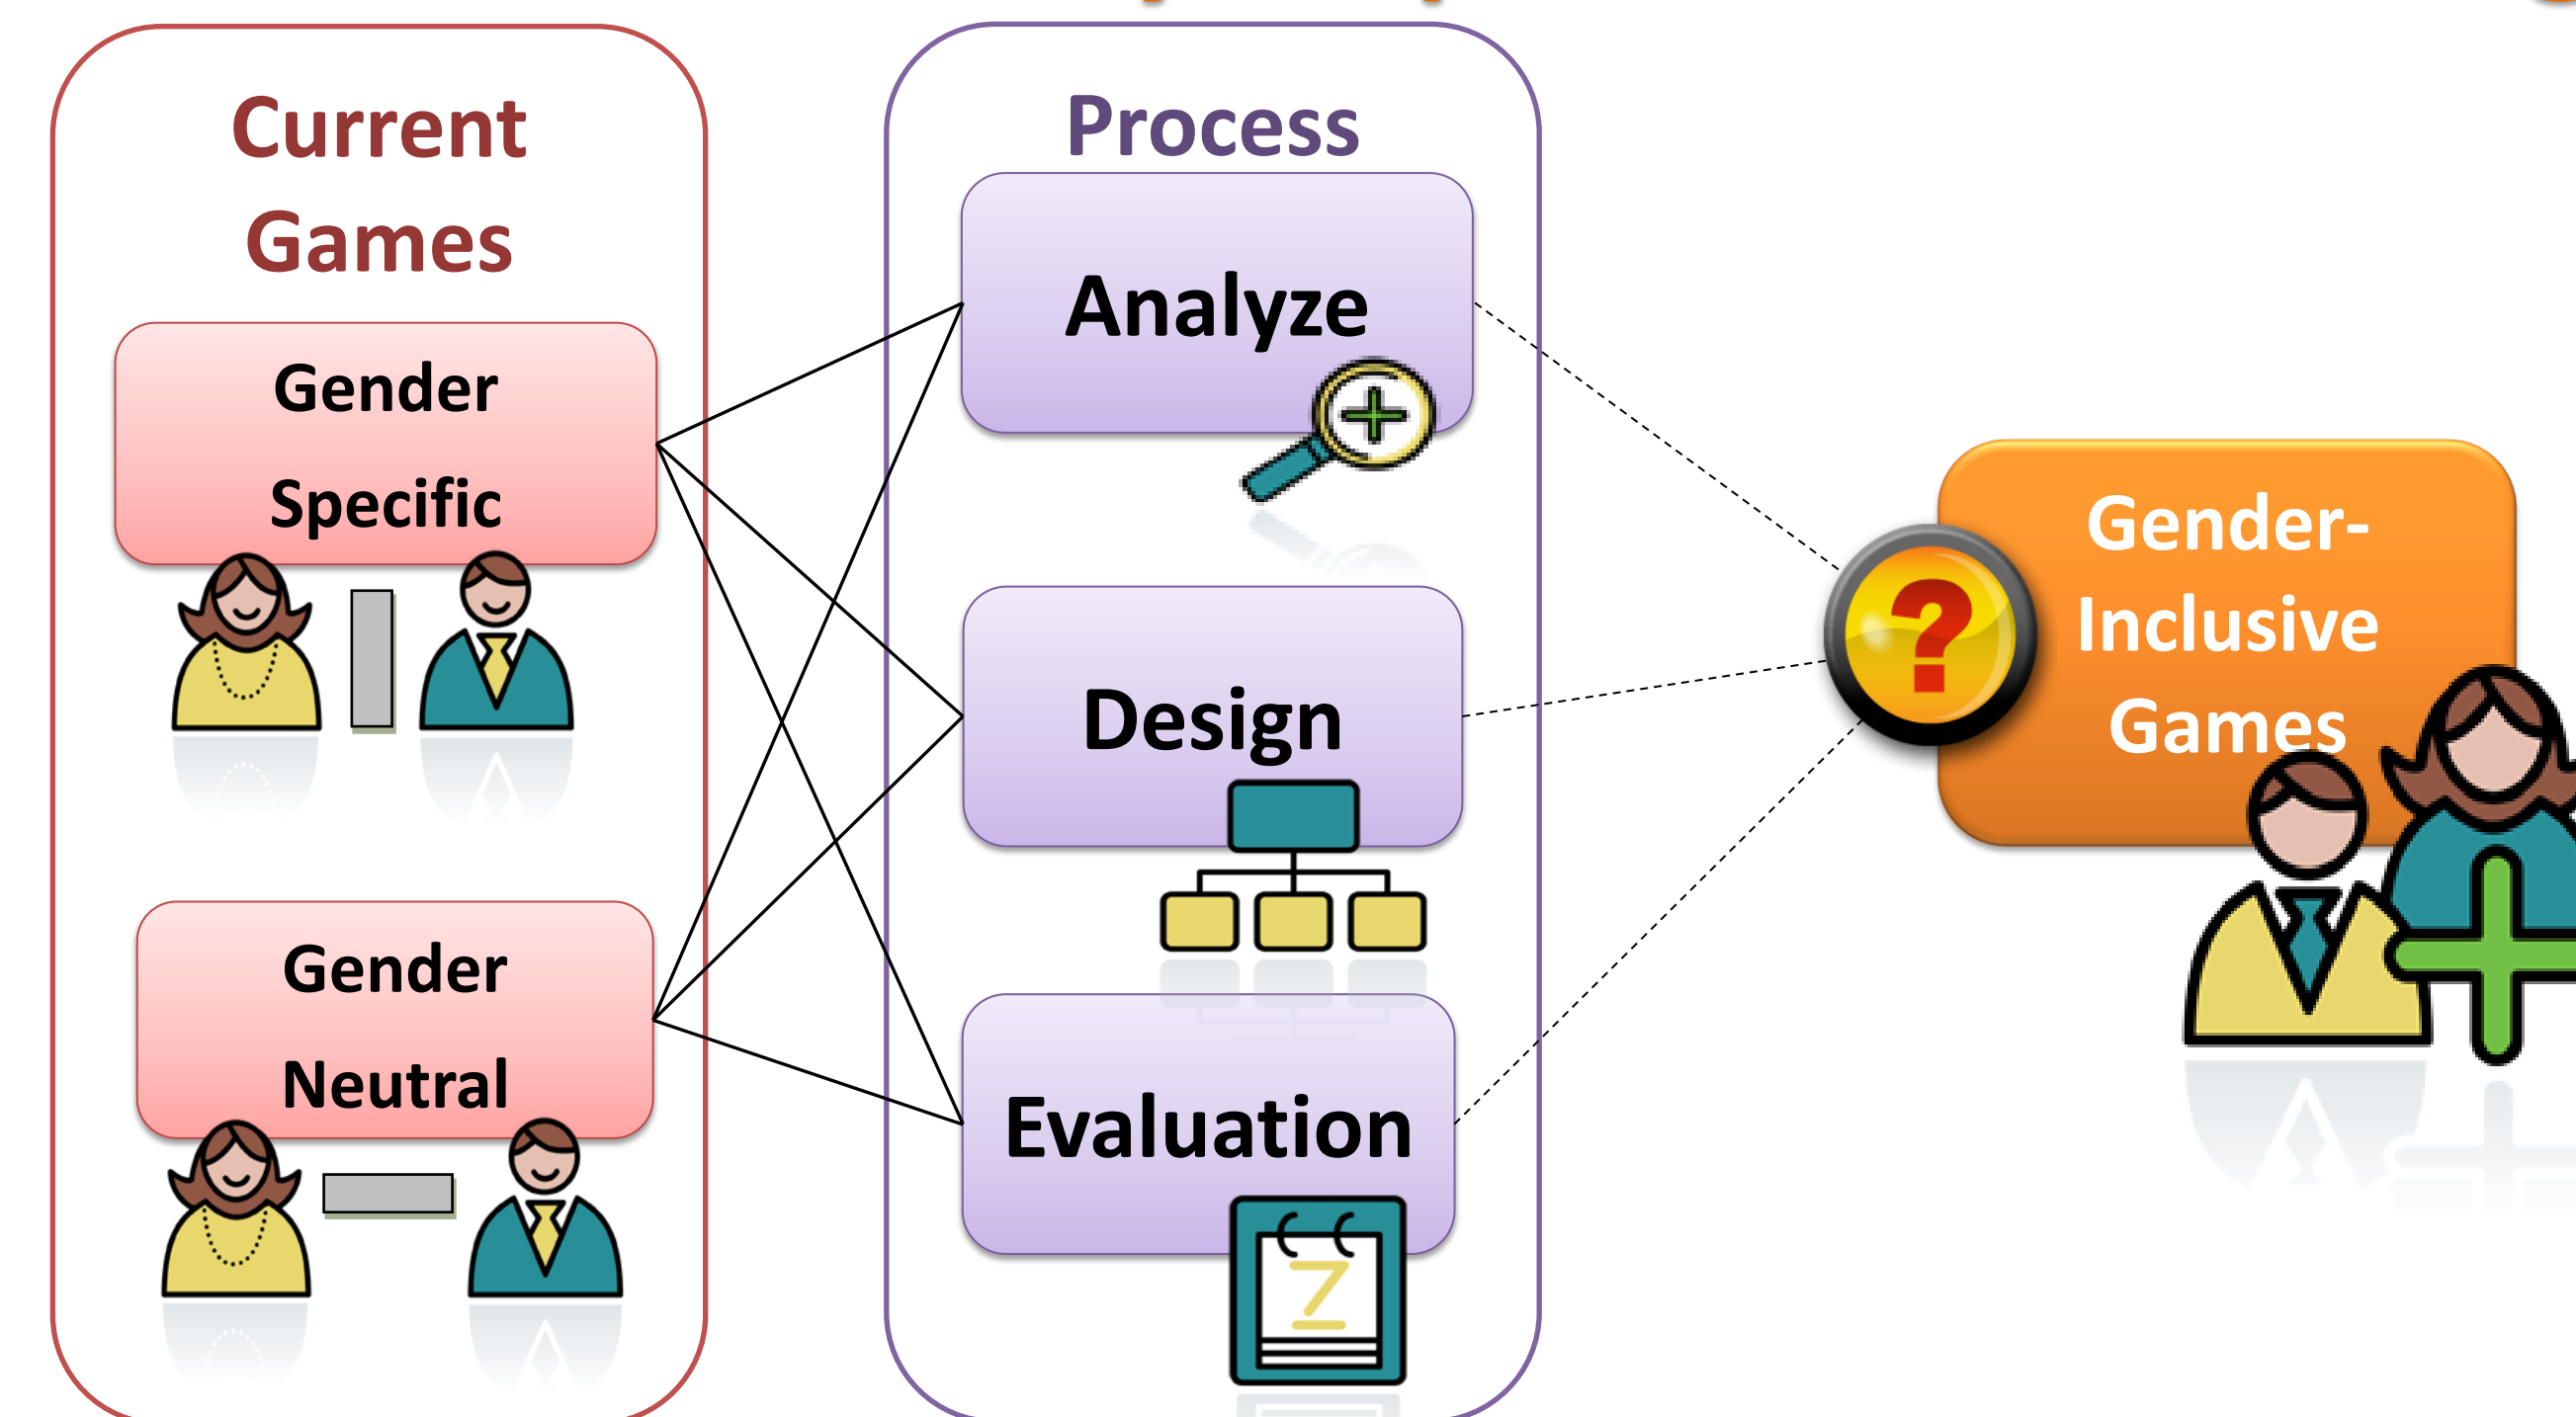 Current
Games
Gender
Specific
Gender
Neutral
Process
Analyze
Design
Evaluation
?
Gender-
Inclusive
Games